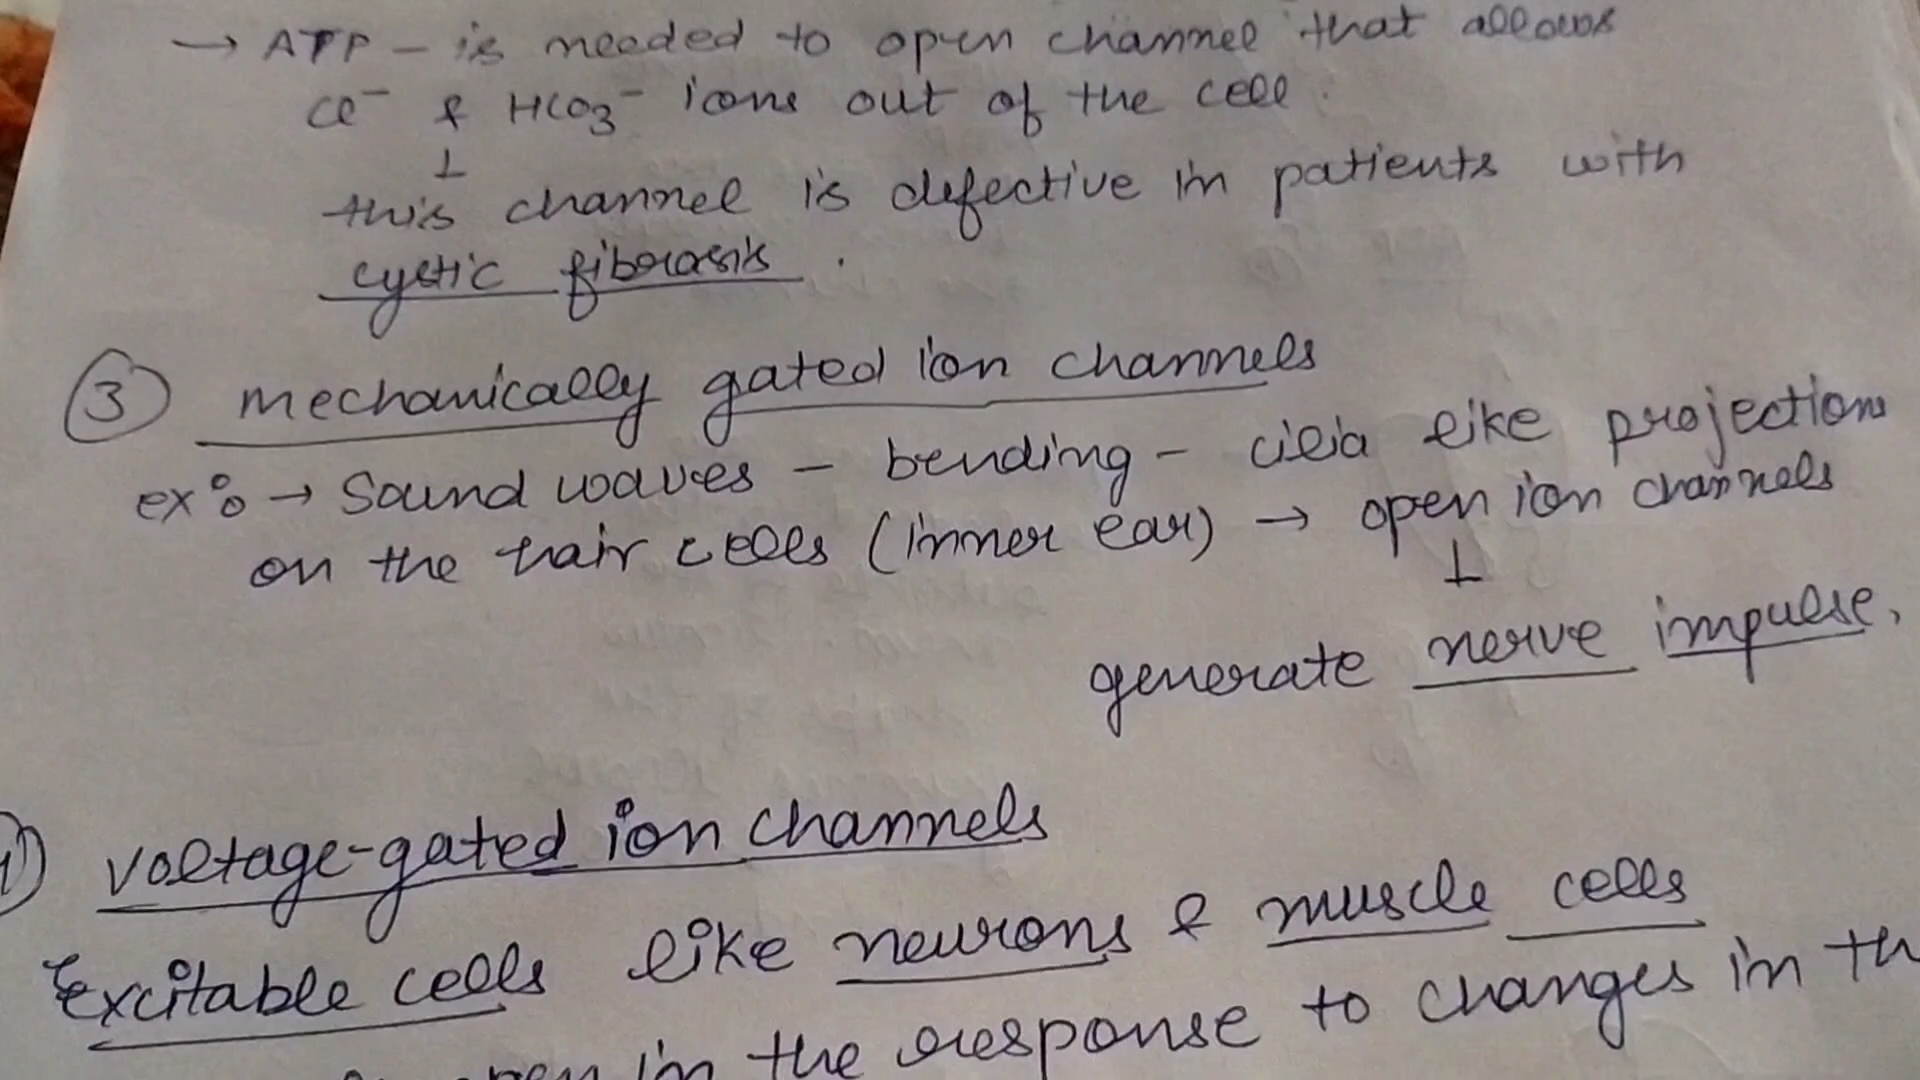 → ATP - is needed to open channel that allows
Cl⁻ & HCO₃⁻ ions out of the cell.
↓
this channel is defective in patients with
cystic fibrosis.
③ mechanically gated ion channels
ex: → Sound waves - bending - cilia like projections
on the hair cells (inner ear) → open ion channels
↓
generate nerve impulse.
voltage-gated ion channels
Excitable cells like neurons & muscle cells
open in the response to changes in the